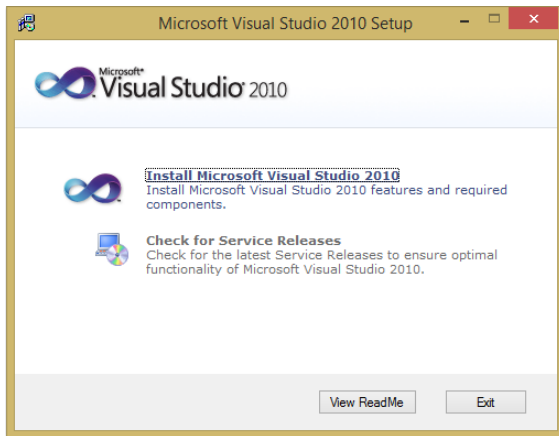 Microsoft Visual Studio 2010 Setup
Microsoft®
Visual Studio® 2010
Install Microsoft Visual Studio 2010
Install Microsoft Visual Studio 2010 features and required
components.
Check for Service Releases
Check for the latest Service Releases to ensure optimal
functionality of Microsoft Visual Studio 2010.
View ReadMe
Exit